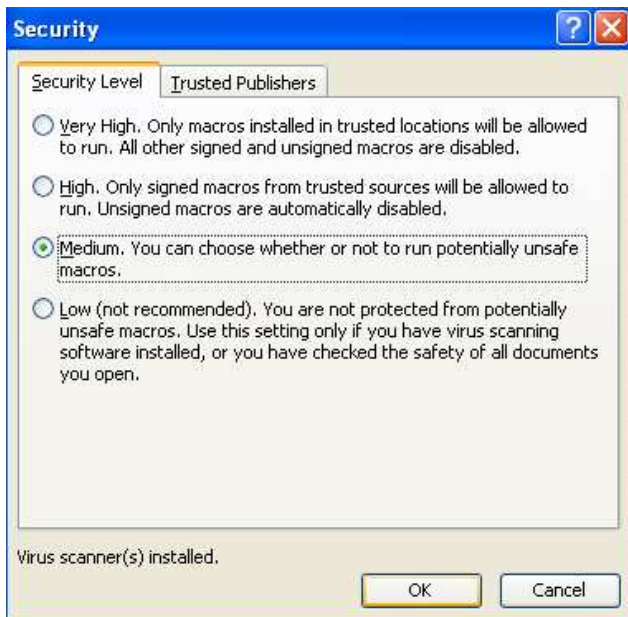 Security
Security Level
Trusted Publishers
Very High. Only macros installed in trusted locations will be allowed
to run. All other signed and unsigned macros are disabled.
High. Only signed macros from trusted sources will be allowed to
run. Unsigned macros are automatically disabled.
Medium. You can choose whether or not to run potentially unsafe
macros.
Low (not recommended). You are not protected from potentially
unsafe macros. Use this setting only if you have virus scanning
software installed, or you have checked the safety of all documents
you open.
Virus scanner(s) installed.
OK
Cancel